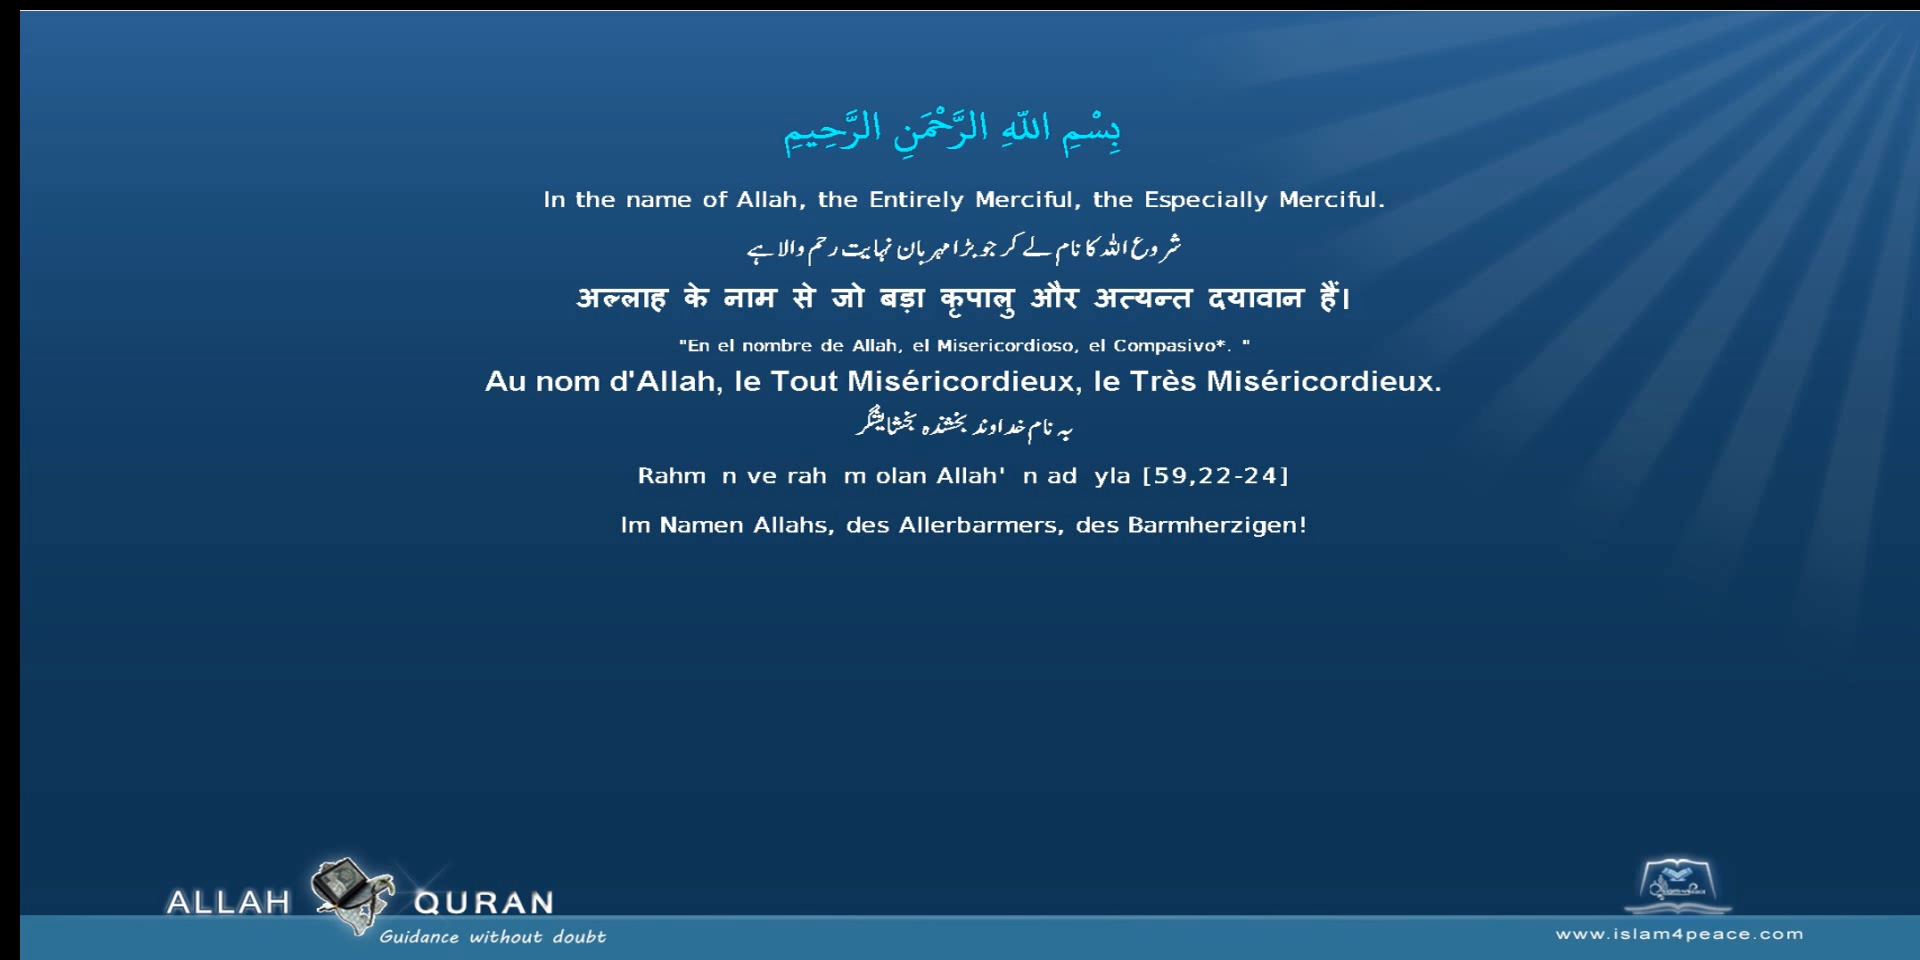 بِسْمِ اللّهِ الرَّحْمَنِ الرَّحِيمِ
In the name of Allah, the Entirely Merciful, the Especially Merciful.
شروع اللہ کا نام لے کر جو بڑا مہربان نہایت رحم والا ہے
अल्लाह के नाम से जो बड़ा कृपालु और अत्यन्त दयावान हैं।
"En el nombre de Allah, el Misericordioso, el Compasivo*. "
Au nom d'Allah, le Tout Miséricordieux, le Très Miséricordieux.
به نام خداوند بخشنده بخشایشگر
Rahm n ve rah m olan Allah' n ad yla [59,22-24]
Im Namen Allahs, des Allerbarmers, des Barmherzigen!
ALLAH QURAN
Guidance without doubt
www.islam4peace.com